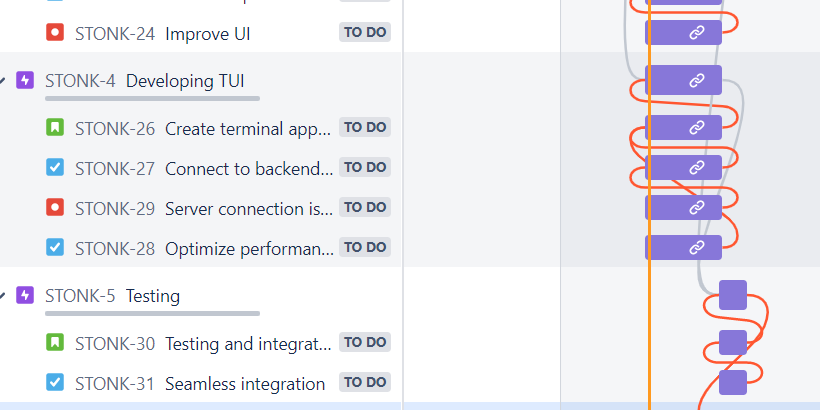 STONK-24 Improve UI TO DO
STONK-4 Developing TUI
STONK-26 Create terminal app... TO DO
STONK-27 Connect to backend... TO DO
STONK-29 Server connection is... TO DO
STONK-28 Optimize performan... TO DO
STONK-5 Testing
STONK-30 Testing and integrat... TO DO
STONK-31 Seamless integration TO DO